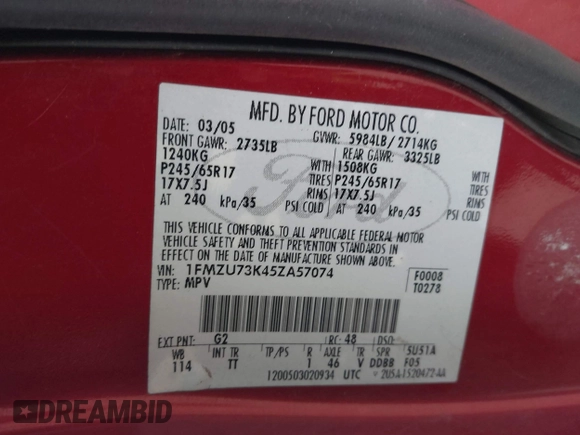 MFD. BY FORD MOTOR CO.
DATE: 03/05 GVWR: 5984LB/2714KG
FRONT GAWR: 2735LB REAR GAWR: 3325LB
1240KG 1508KG
P245/65R17 TIRES P245/65R17 TIRES
17X7.5J RIMS 17X7.5J RIMS
AT 240 kPa/35 PSI COLD AT 240 kPa/35 PSI COLD
THIS VEHICLE CONFORMS TO ALL APPLICABLE FEDERAL MOTOR
VEHICLE SAFETY AND THEFT PREVENTION STANDARDS IN
EFFECT ON THE DATE OF MANUFACTURE SHOWN ABOVE.
VIN: 1FMZU73K45ZA57074 F0008
TYPE: MPV T0278
EXT PNT: G2 RC: 48 DSO:
WB INT TR TP/PS R AXLE TR SPR 5U51A
114 TT 1 46 V DDBB F05
1200503020934 UTC
Ford
DREAMBID